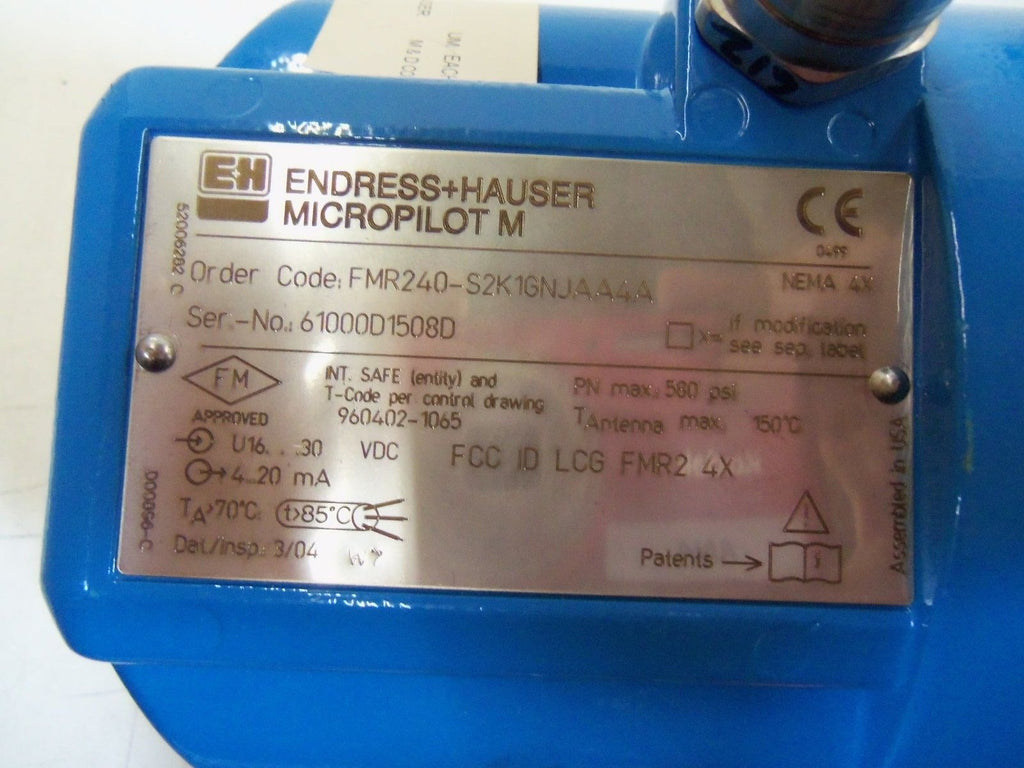 UM EACH
M&D CO
E+H
ENDRESS+HAUSER
MICROPILOT M
CE
0499
Order Code: FMR240-S2K1GNJAA4A
NEMA 4X
Ser.-No.: 61000D1508D
x= if modification
see sep. label
FM
APPROVED
INT. SAFE (entity) and
T-Code per control drawing
960402-1065
PN max. 580 psi
TAntenna max. 150°C
U16...30 VDC
FCC ID LCG FMR2 4X
4..20 mA
TA>70°C: t>85°C
Dat/Insp.: 3/04
Patents
Assembled in USA